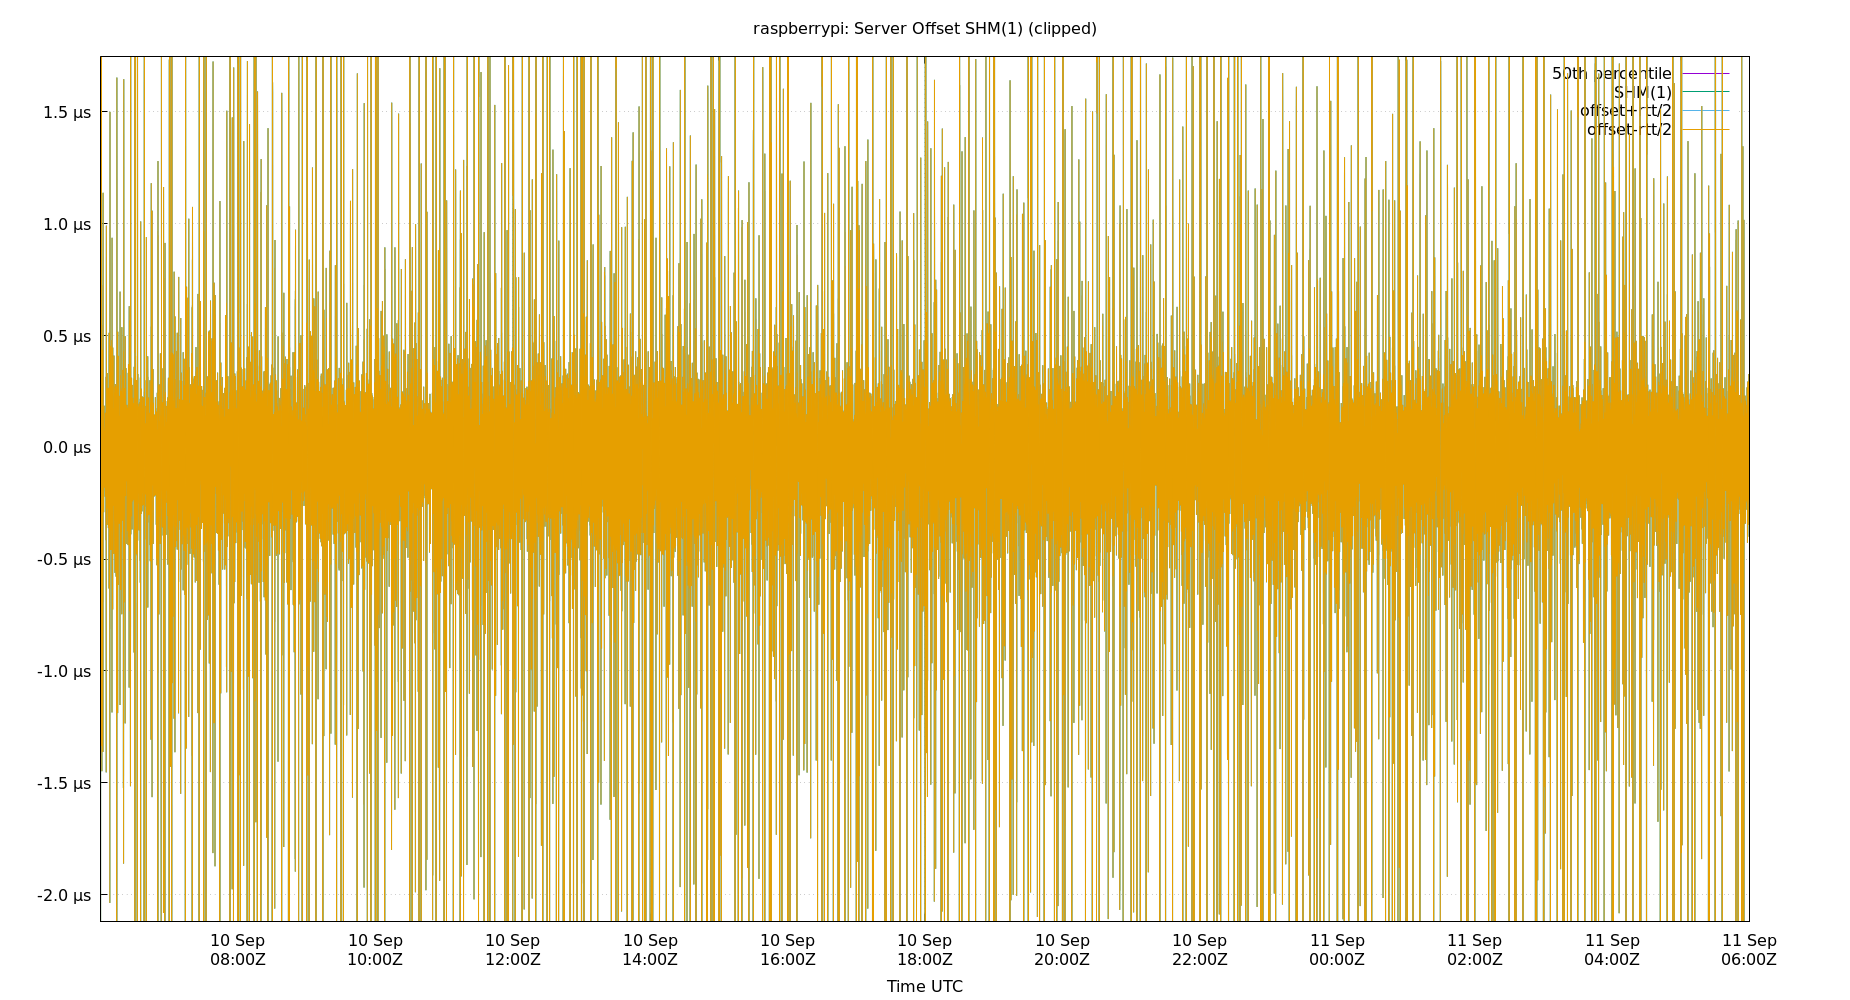 raspberrypi: Server Offset SHM(1) (clipped)
50th percentile
SHM(1)
offset+rtt/2
offset-rtt/2
1.5 µs
1.0 µs
0.5 µs
0.0 µs
-0.5 µs
-1.0 µs
-1.5 µs
-2.0 µs
10 Sep 10 Sep 10 Sep 10 Sep 10 Sep 10 Sep 10 Sep 10 Sep 11 Sep 11 Sep 11 Sep 11 Sep
08:00Z 10:00Z 12:00Z 14:00Z 16:00Z 18:00Z 20:00Z 22:00Z 00:00Z 02:00Z 04:00Z 06:00Z
Time UTC